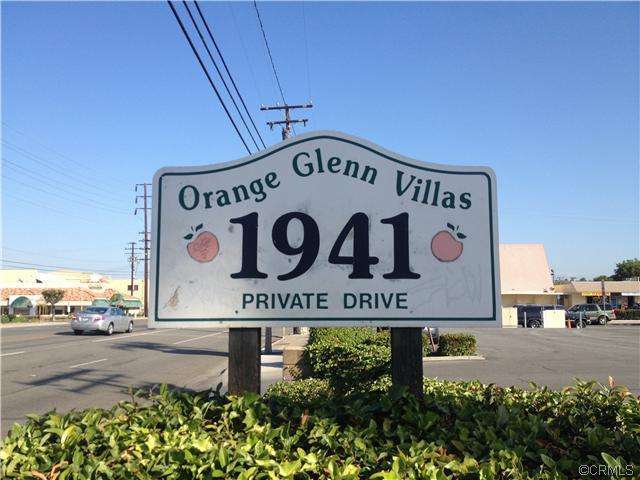 Orange Glenn Villas
1941
PRIVATE DRIVE
©CRMLS